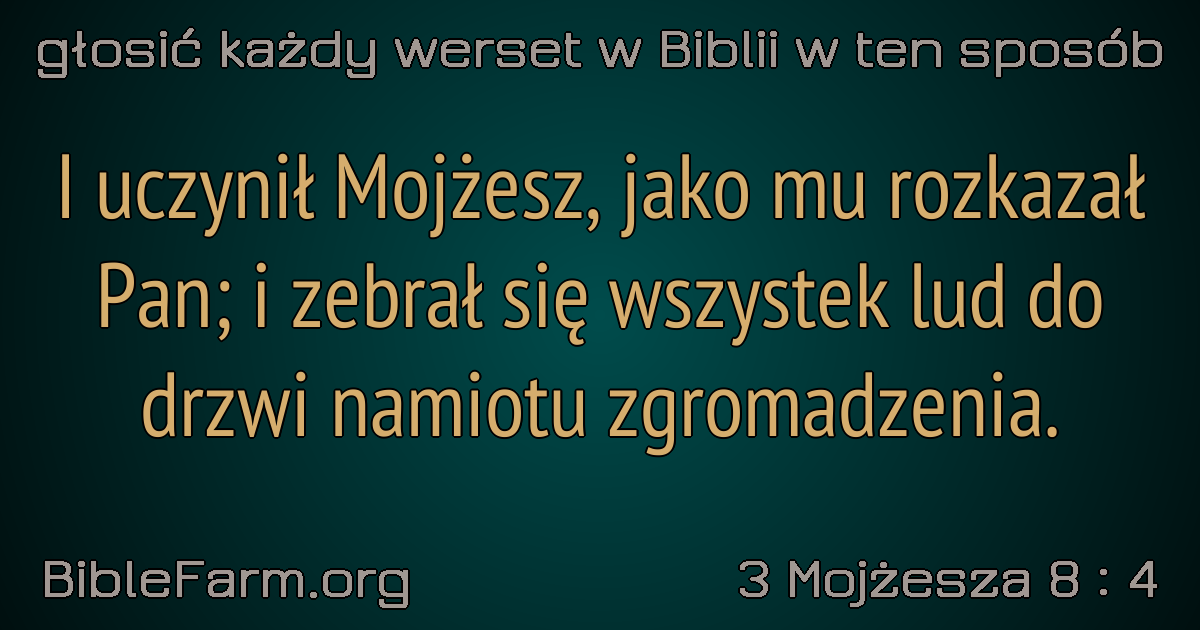 głosić każdy werset w Biblii w ten sposób
I uczynił Mojżesz, jako mu rozkazał
Pan; i zebrał się wszystek lud do
drzwi namiotu zgromadzenia.
BibleFarm.org
3 Mojżesza 8 : 4